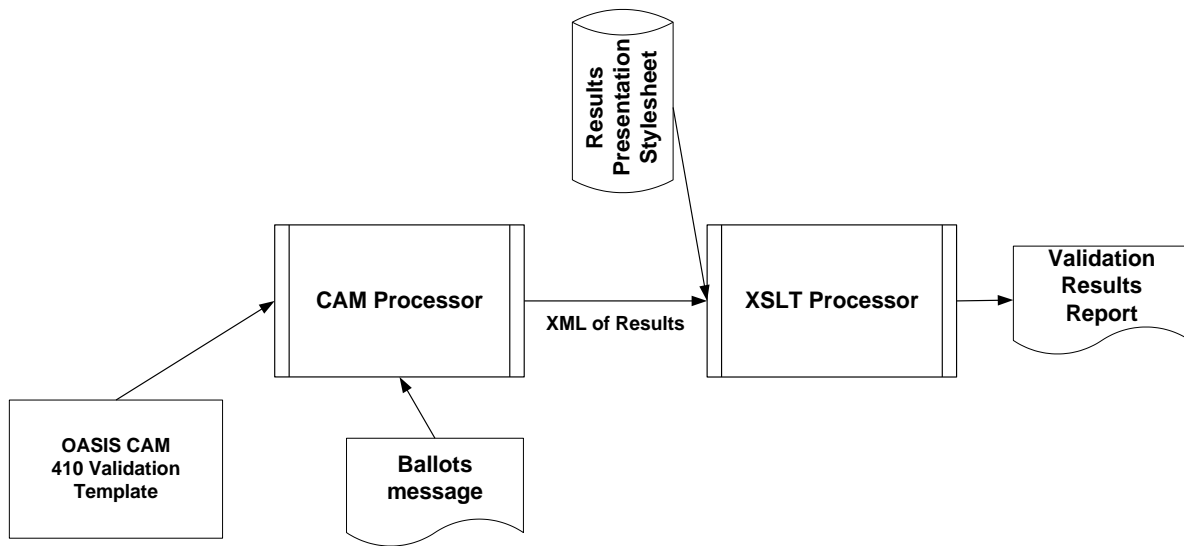 Results
Presentation
Stylesheet
CAM Processor
XML of Results
XSLT Processor
Validation
Results
Report
OASIS CAM
410 Validation
Template
Ballots
message